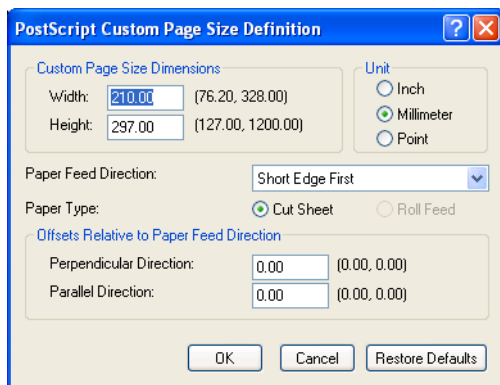 PostScript Custom Page Size Definition
Custom Page Size Dimensions
Width: 210.00 (76.20, 328.00)
Height: 297.00 (127.00, 1200.00)
Unit
Inch
Millimeter
Point
Paper Feed Direction: Short Edge First
Paper Type: Cut Sheet Roll Feed
Offsets Relative to Paper Feed Direction
Perpendicular Direction: 0.00 (0.00, 0.00)
Parallel Direction: 0.00 (0.00, 0.00)
OK Cancel Restore Defaults